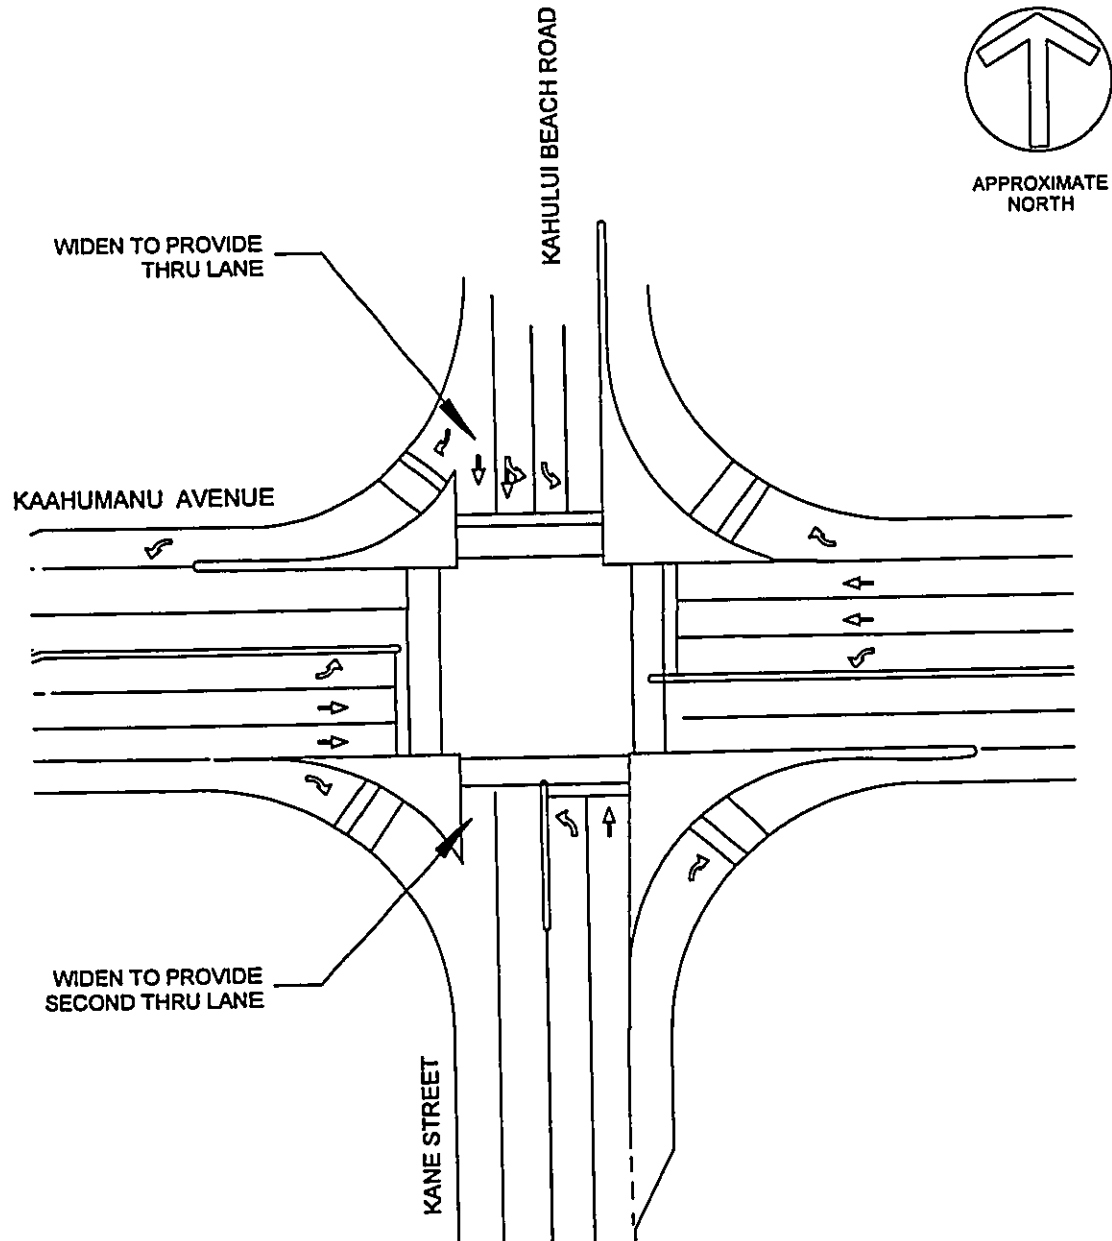 KAHULUI BEACH ROAD
APPROXIMATE
NORTH
WIDEN TO PROVIDE
THRU LANE
KAAHUMANU AVENUE
WIDEN TO PROVIDE
SECOND THRU LANE
KANE STREET